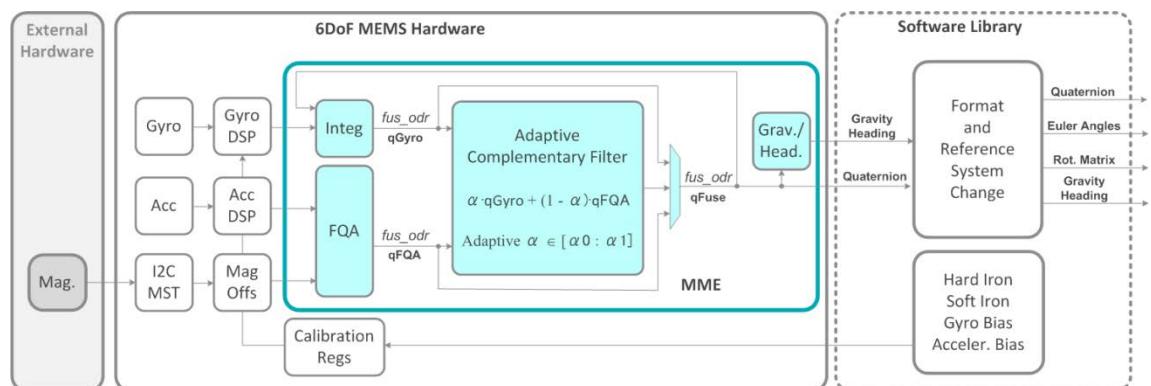 External
Hardware
6DoF MEMS Hardware
Software Library
Gyro
Gyro
DSP
Integ
fus_odr
qGyro
Acc
Acc
DSP
FQA
fus_odr
qFQA
Mag.
I2C
MST
Mag
Offs
Calibration
Regs
Adaptive
Complementary Filter
α·qGyro + (1 - α)·qFQA
Adaptive α ∈ [α0 : α1]
fus_odr
qFuse
Grav./
Head.
MME
Gravity
Heading
Quaternion
Format
and
Reference
System
Change
Quaternion
Euler Angles
Rot. Matrix
Gravity
Heading
Hard Iron
Soft Iron
Gyro Bias
Acceler. Bias